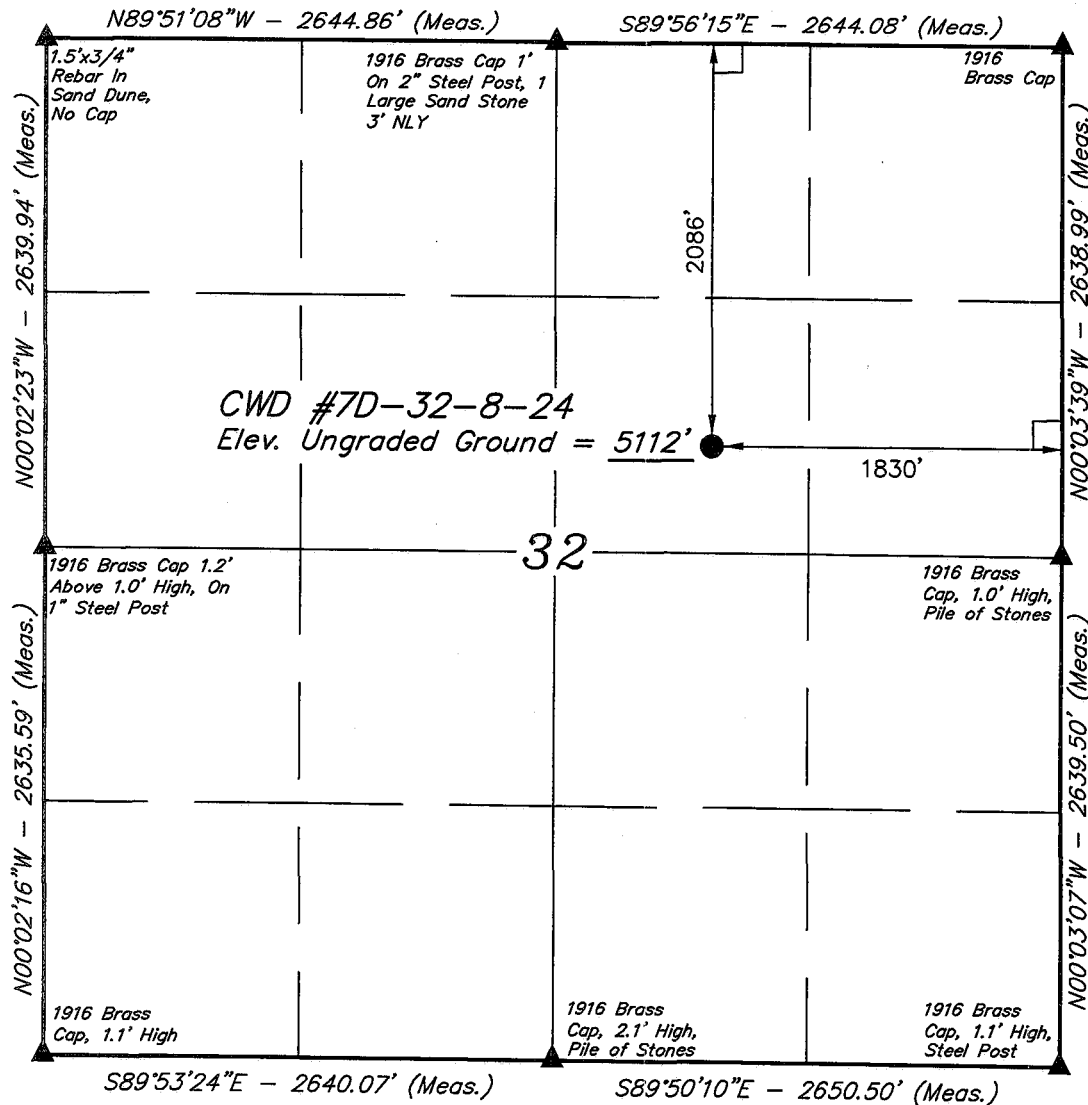 N89°51'08"W - 2644.86' (Meas.)
S89°56'15"E - 2644.08' (Meas.)
1.5'x3/4"
Rebar In
Sand Dune,
No Cap
1916 Brass Cap 1'
On 2" Steel Post, 1
Large Sand Stone
3' NLY
1916
Brass Cap
N00°02'23"W - 2639.94' (Meas.)
2086'
N00°03'39"W - 2638.99' (Meas.)
CWD #7D-32-8-24
Elev. Ungraded Ground = 5112'
1830'
32
1916 Brass Cap 1.2'
Above 1.0' High, On
1" Steel Post
1916 Brass
Cap, 1.0' High,
Pile of Stones
N00°02'16"W - 2635.59' (Meas.)
N00°03'07"W - 2639.50' (Meas.)
1916 Brass
Cap, 1.1' High
1916 Brass
Cap, 2.1' High,
Pile of Stones
1916 Brass
Cap, 1.1' High,
Steel Post
S89°53'24"E - 2640.07' (Meas.)
S89°50'10"E - 2650.50' (Meas.)